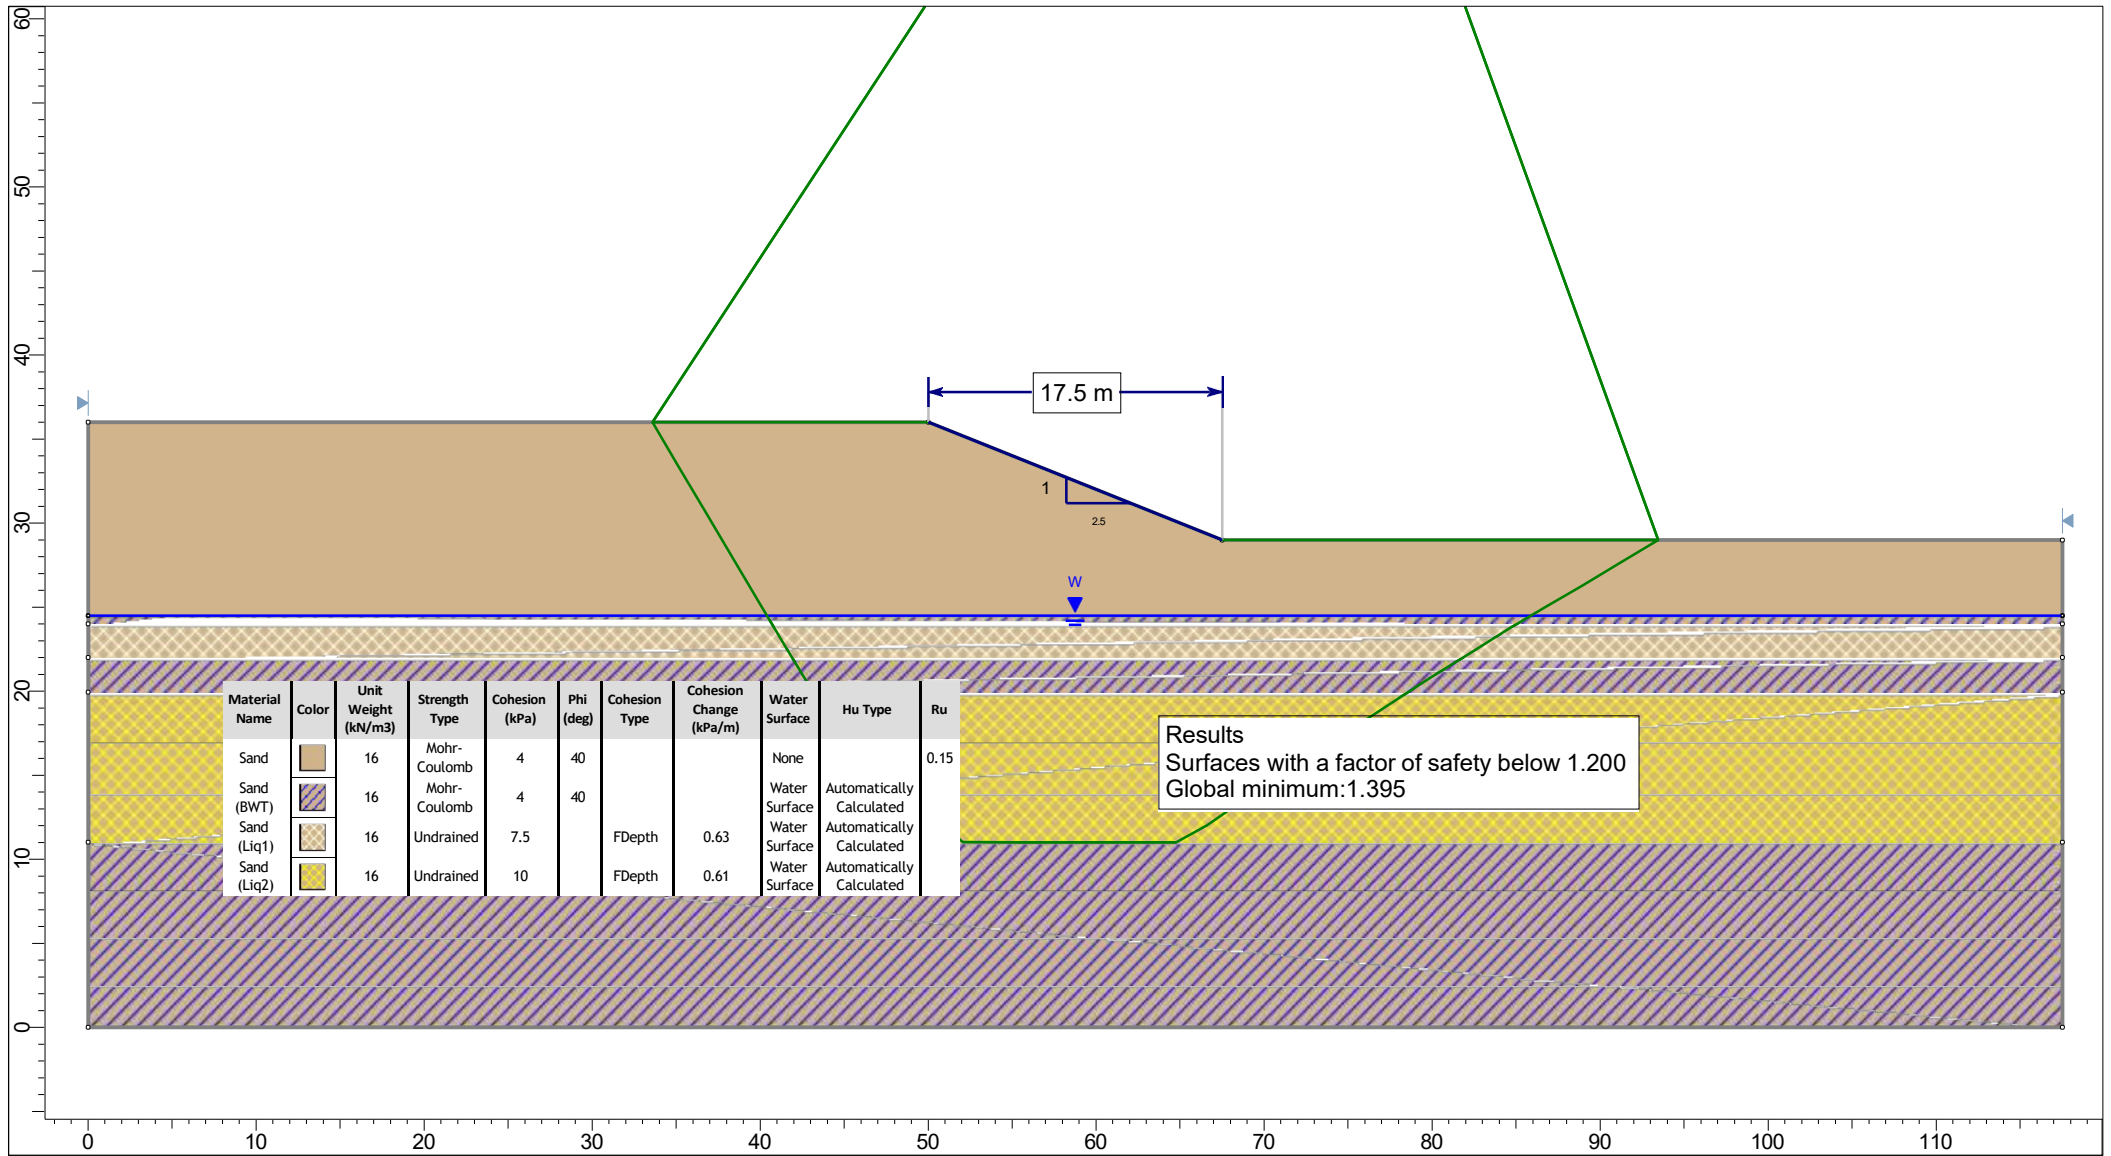 60
50
40
30
20
10
0
17.5 m
1
2.5
W
Material Name Color Unit Weight (kN/m3) Strength Type Cohesion (kPa) Phi (deg) Cohesion Type Cohesion Change (kPa/m) Water Surface Hu Type Ru
Sand 16 Mohr-Coulomb 4 40 None 0.15
Sand (BWT) 16 Mohr-Coulomb 4 40 Water Surface Automatically Calculated
Sand (Liq1) 16 Undrained 7.5 FDepth 0.63 Water Surface Automatically Calculated
Sand (Liq2) 16 Undrained 10 FDepth 0.61 Water Surface Automatically Calculated
Results
Surfaces with a factor of safety below 1.200
Global minimum:1.395
0 10 20 30 40 50 60 70 80 90 100 110